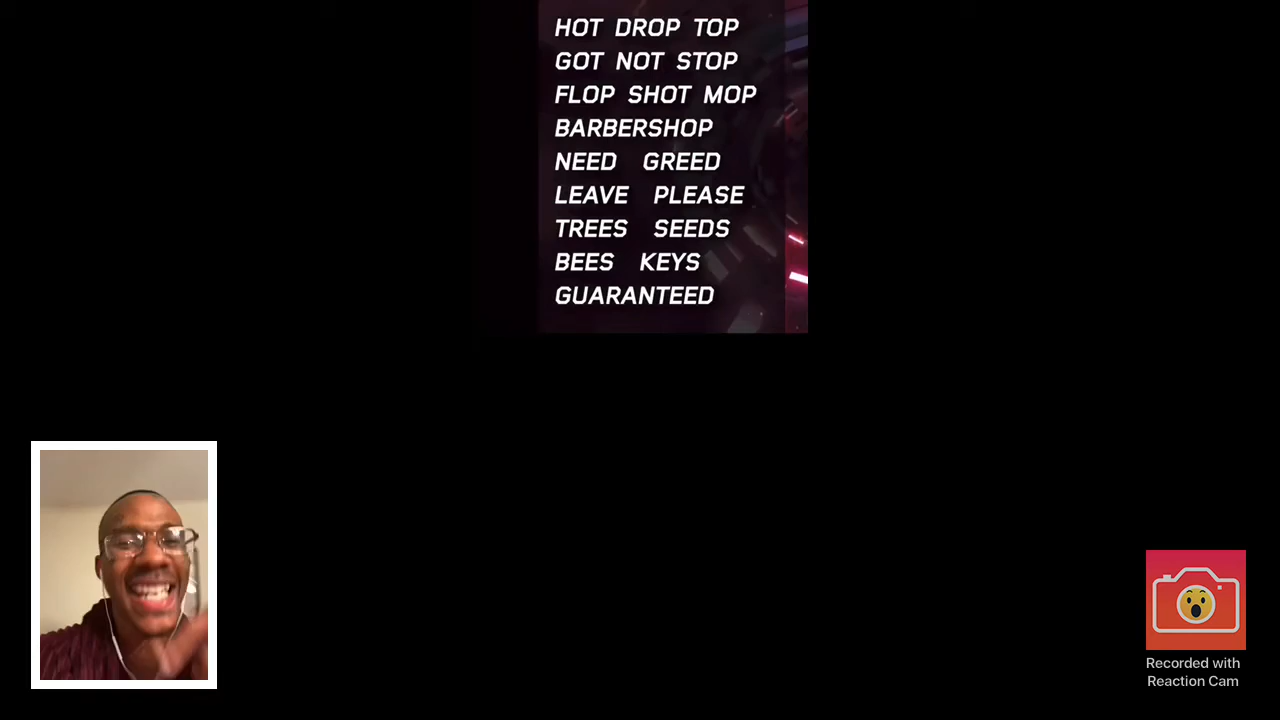 HOT DROP TOP
GOT NOT STOP
FLOP SHOT MOP
BARBERSHOP
NEED GREED
LEAVE PLEASE
TREES SEEDS
BEES KEYS
GUARANTEED
Recorded with
Reaction Cam